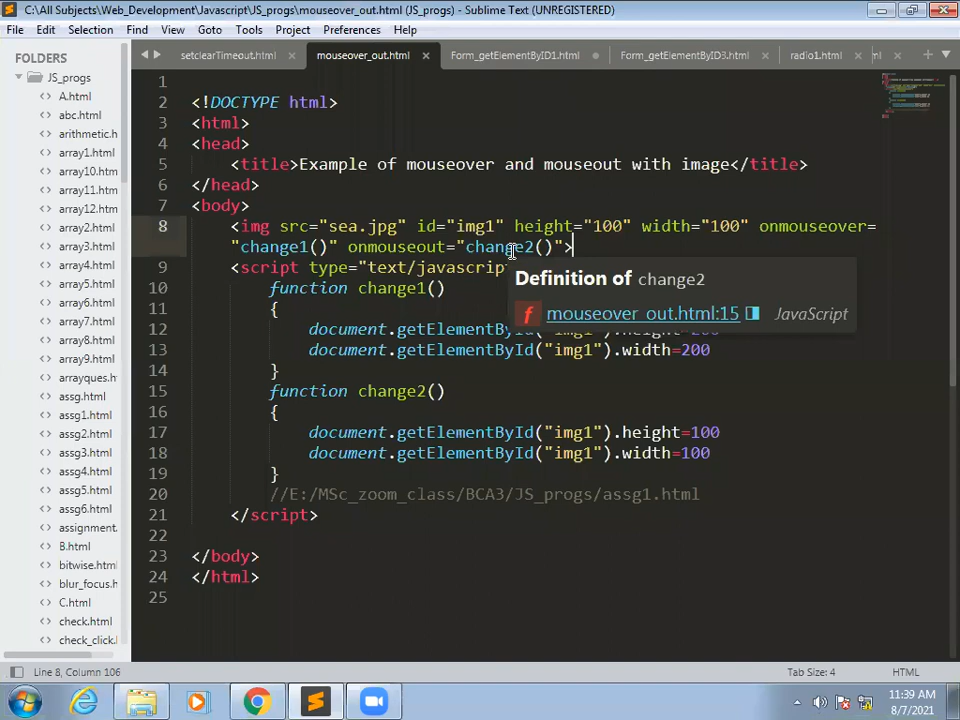 C:\All Subjects\Web_Development\Javascript\JS_progs\mouseover_out.html (JS_progs) - Sublime Text (UNREGISTERED)
File Edit Selection Find View Goto Tools Project Preferences Help
FOLDERS
JS_progs
A.html
abc.html
arithmetic.h
array1.html
array10.html
array11.html
array2.html
array3.html
array4.html
array5.html
array6.html
array7.html
array8.html
array9.html
arrayques.h
assg.html
assg1.html
assg2.html
assg3.html
assg4.html
assg5.html
assg6.html
assignment.
B.html
bitwise.html
blur_focus.h
C.html
check.html
check_click.
setclearTimeout.html mouseover_out.html Form_getElementByID1.html Form_getElementByID3.html radio1.html
1
2 <!DOCTYPE html>
3 <html>
4 <head>
5 <title>Example of mouseover and mouseout with image</title>
6 </head>
7 <body>
8 <img src="sea.jpg" id="img1" height="100" width="100" onmouseover=
"change1()" onmouseout="change2()">
9 <script type="text/javascript
Definition of change2
f mouseover_out.html:15 JavaScript
10 function change1()
11 {
12 document.getElementById("img1").height=200
13 document.getElementById("img1").width=200
14 }
15 function change2()
16 {
17 document.getElementById("img1").height=100
18 document.getElementById("img1").width=100
19 }
20 //E:/MSc_zoom_class/BCA3/JS_progs/assg1.html
21 </script>
22
23 </body>
24 </html>
25
Line 8, Column 106 Tab Size: 4 HTML
11:39 AM
8/7/2021